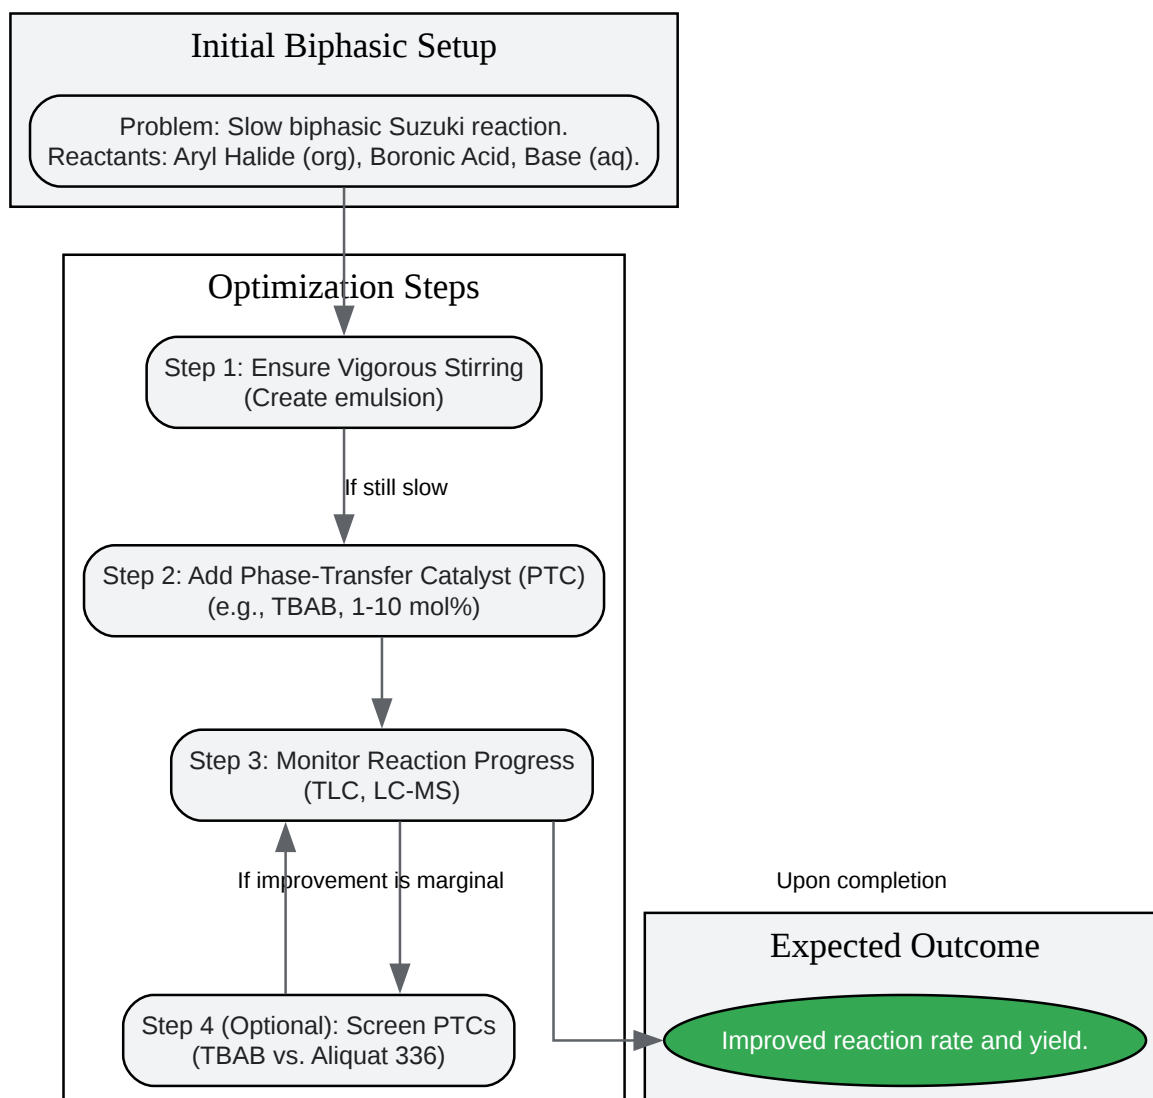 Initial Biphasic Setup
Problem: Slow biphasic Suzuki reaction.
Reactants: Aryl Halide (org), Boronic Acid, Base (aq).
Optimization Steps
Step 1: Ensure Vigorous Stirring
(Create emulsion)
If still slow
Step 2: Add Phase-Transfer Catalyst (PTC)
(e.g., TBAB, 1-10 mol%)
Step 3: Monitor Reaction Progress
(TLC, LC-MS)
If improvement is marginal
Upon completion
Step 4 (Optional): Screen PTCs
(TBAB vs. Aliquat 336)
Expected Outcome
Improved reaction rate and yield.